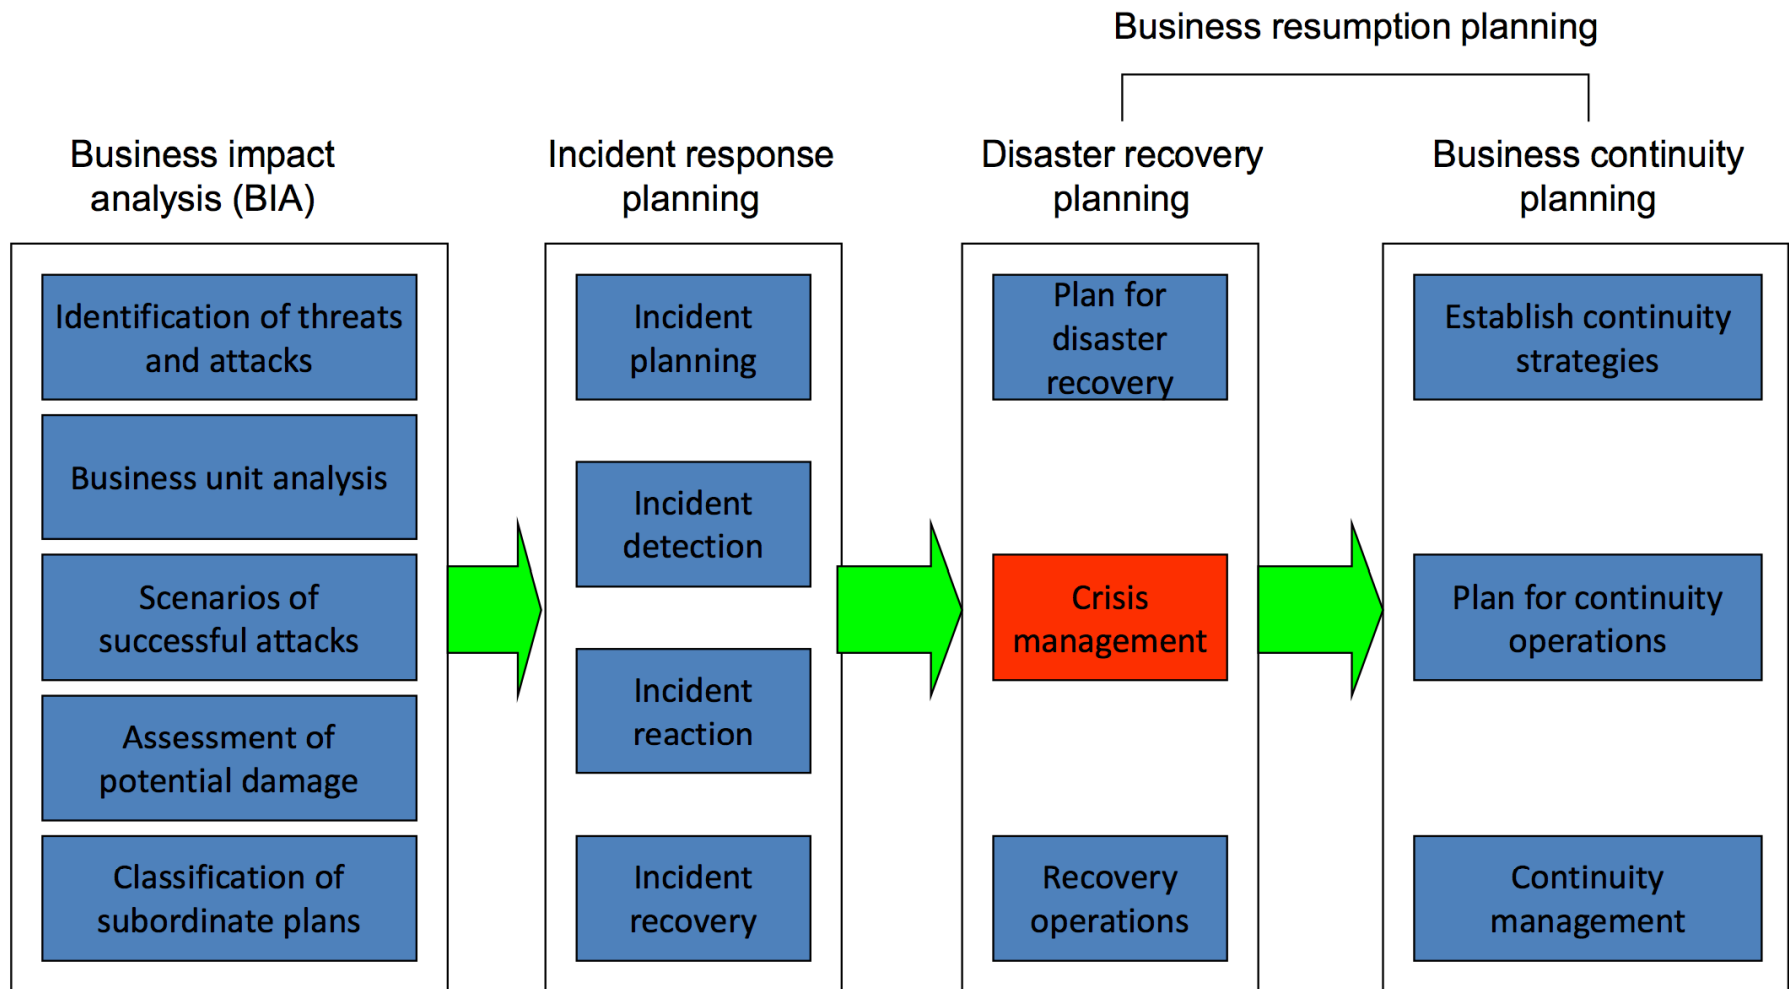 Business resumption planning
Business impact
analysis (BIA)
Incident response
planning
Disaster recovery
planning
Business continuity
planning
Identification of threats
and attacks
Business unit analysis
Scenarios of
successful attacks
Assessment of
potential damage
Classification of
subordinate plans
Incident
planning
Incident
detection
Incident
reaction
Incident
recovery
Plan for
disaster
recovery
Crisis
management
Recovery
operations
Establish continuity
strategies
Plan for continuity
operations
Continuity
management